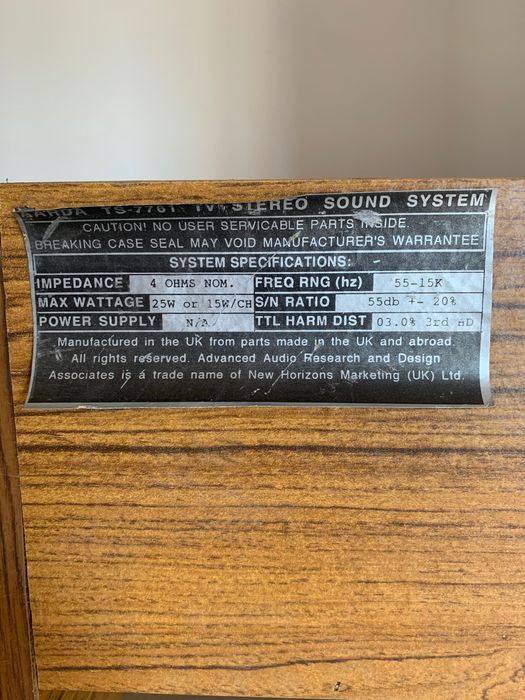 AARDA TS-7761 TV STEREO SOUND SYSTEM
CAUTION! NO USER SERVICABLE PARTS INSIDE
BREAKING CASE SEAL MAY VOID MANUFACTURER'S WARRANTEE
SYSTEM SPECIFICATIONS:
IMPEDANCE 4 OHMS NOM. FREQ RNG (hz) 55-15K
MAX WATTAGE 25W or 15W/CH S/N RATIO 55db +- 20%
POWER SUPPLY N/A TTL HARM DIST 03.0% 3rd HD
Manufactured in the UK from parts made in the UK and abroad.
All rights reserved. Advanced Audio Research and Design
Associates is a trade name of New Horizons Marketing (UK) Ltd.